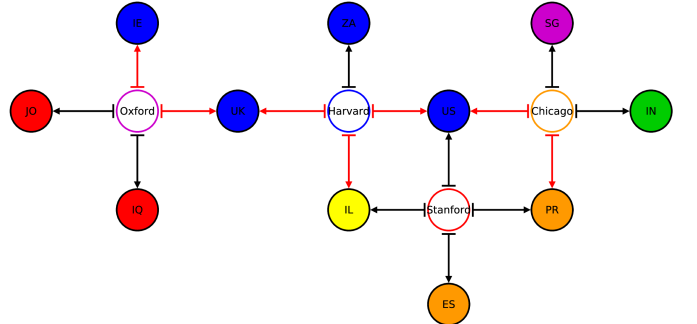 IE
ZA
SG
JO
Oxford
UK
Harvard
US
Chicago
IN
IQ
IL
Stanford
PR
ES